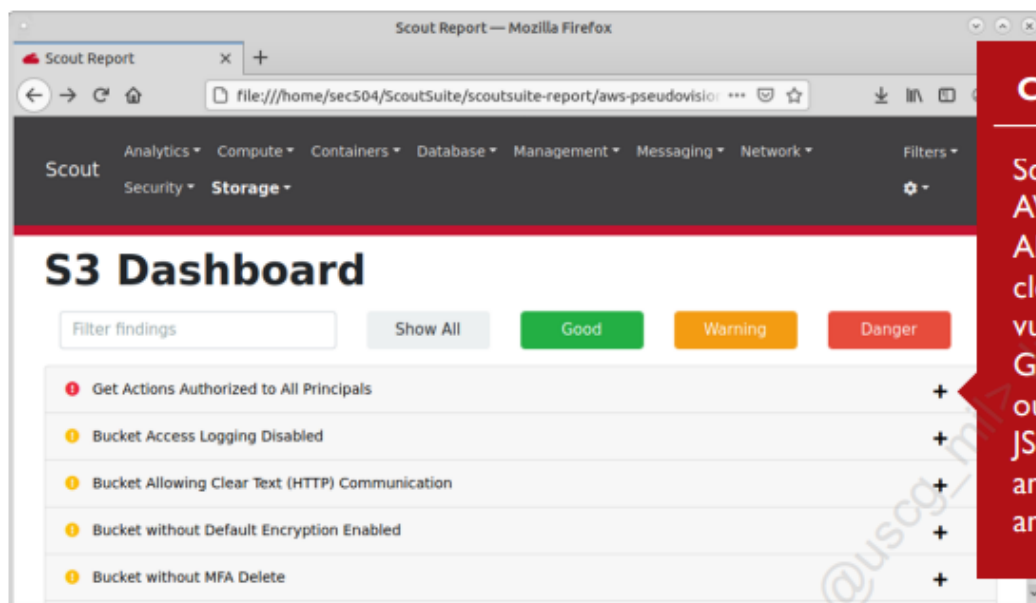 Scout Report — Mozilla Firefox
Scout Report × +
file:///home/sec504/ScoutSuite/scoutsuite-report/aws-pseudovisio ···
Scout
Analytics Compute Containers Database Management Messaging Network Filters
Security Storage
S3 Dashboard
Filter findings Show All Good Warning Danger
Get Actions Authorized to All Principals +
Bucket Access Logging Disabled +
Bucket Allowing Clear Text (HTTP) Communication +
Bucket without Default Encryption Enabled +
Bucket without MFA Delete +
JS
@uscg_mil>